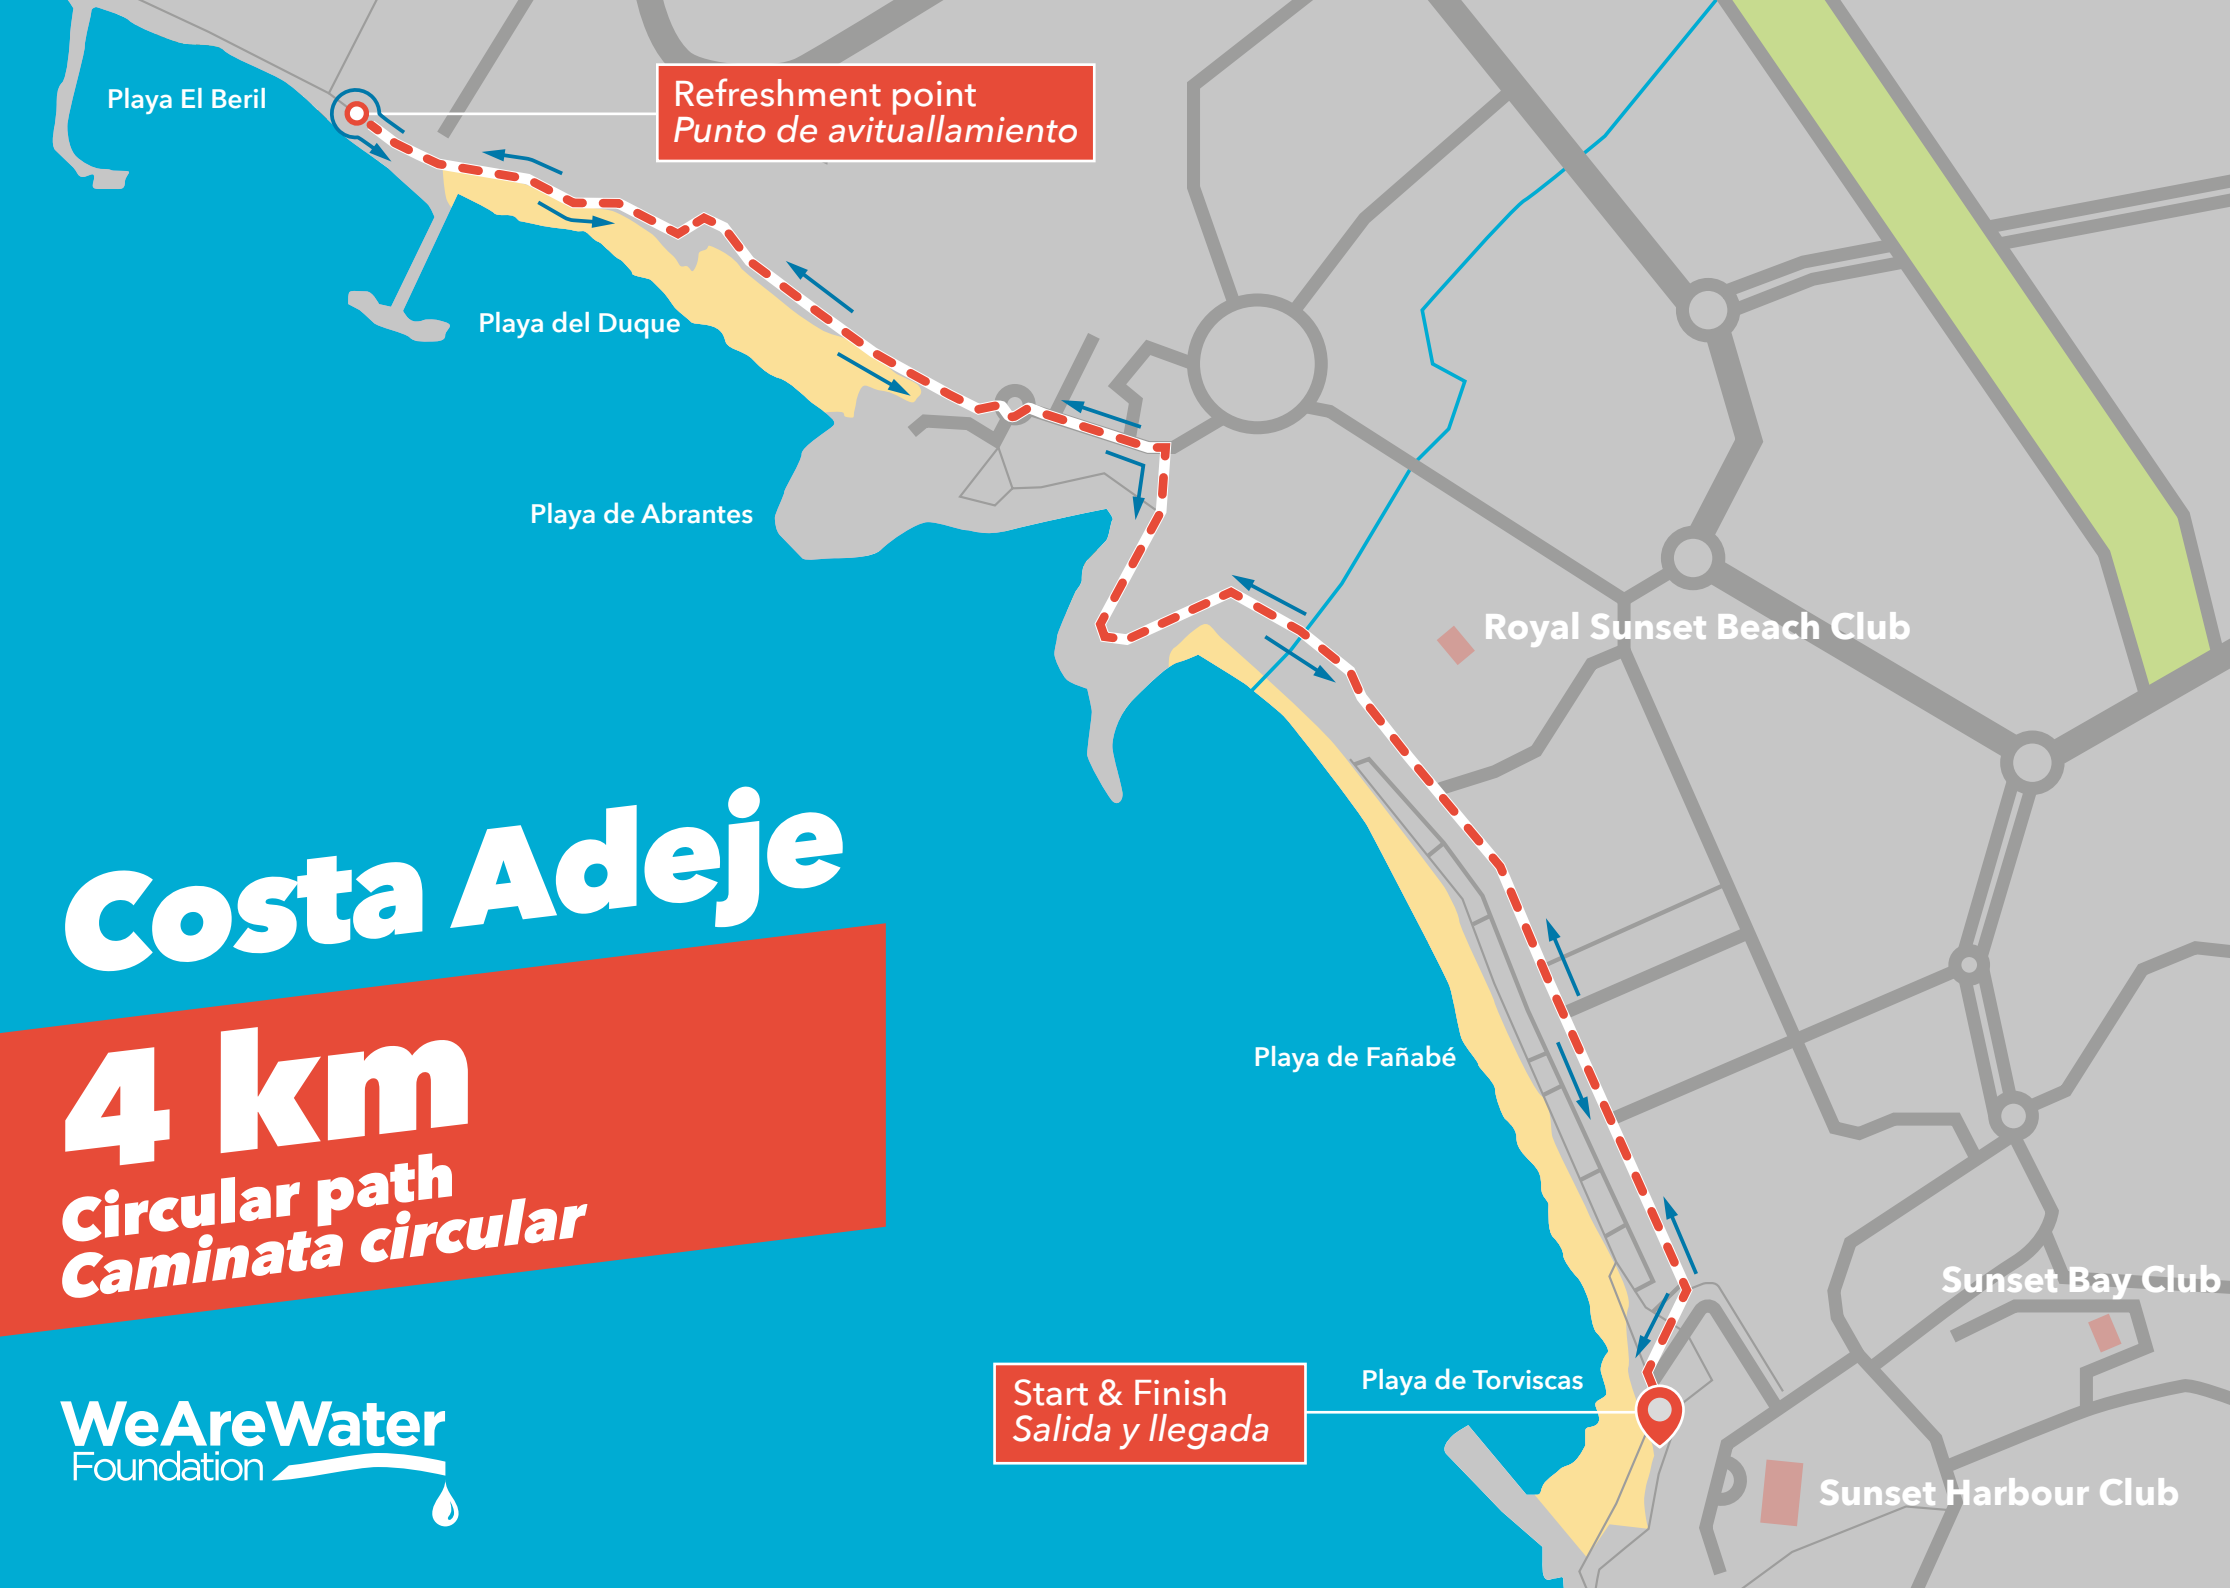 Playa El Beril
Refreshment point
Punto de avituallamiento
Playa del Duque
Playa de Abrantes
Royal Sunset Beach Club
Costa Adeje
4 km
Circular path
Caminata circular
Playa de Fañabé
Sunset Bay Club
Start & Finish
Salida y llegada
Playa de Torviscas
Sunset Harbour Club
WeAreWater
Foundation